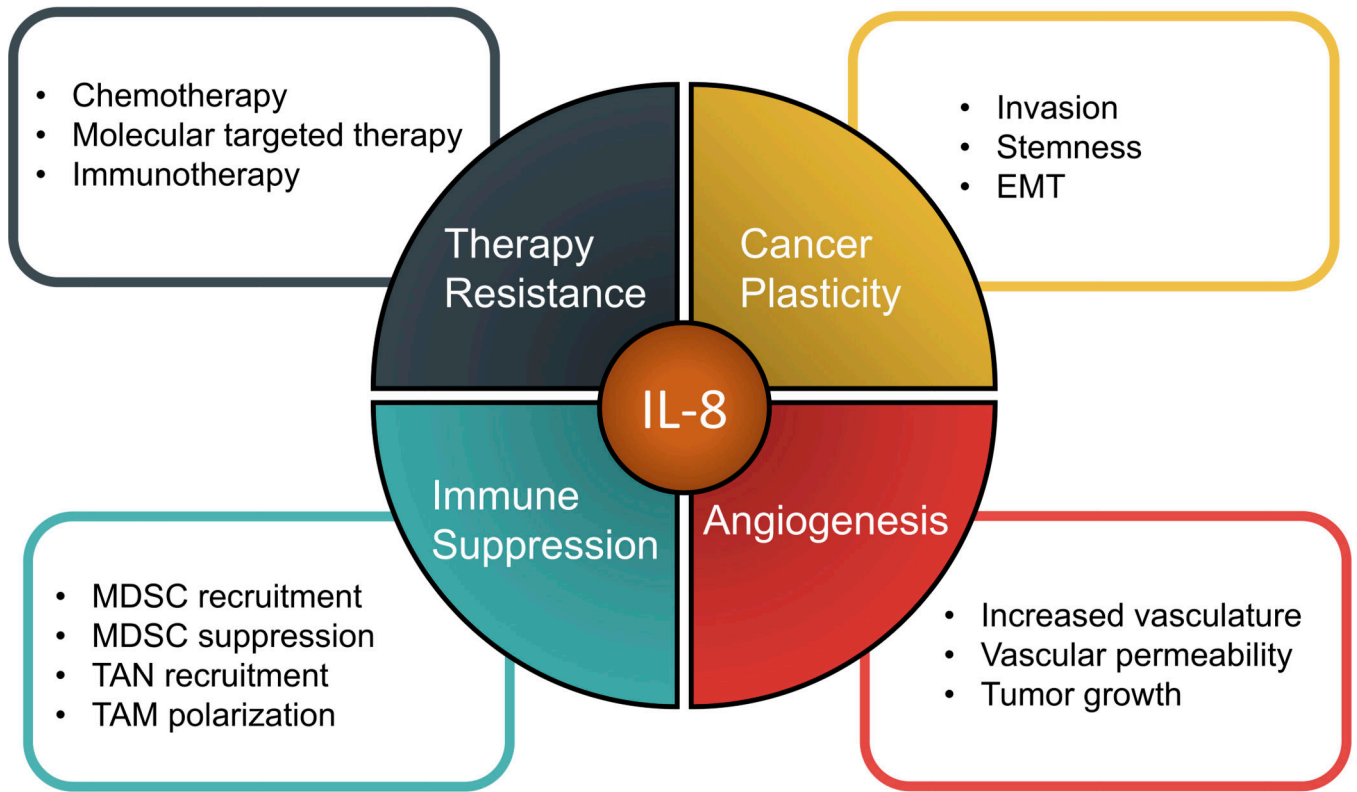 • Chemotherapy
• Molecular targeted therapy
• Immunotherapy
• Invasion
• Stemness
• EMT
Therapy
Resistance
Cancer
Plasticity
IL-8
Immune
Suppression
Angiogenesis
• MDSC recruitment
• MDSC suppression
• TAN recruitment
• TAM polarization
• Increased vasculature
• Vascular permeability
• Tumor growth